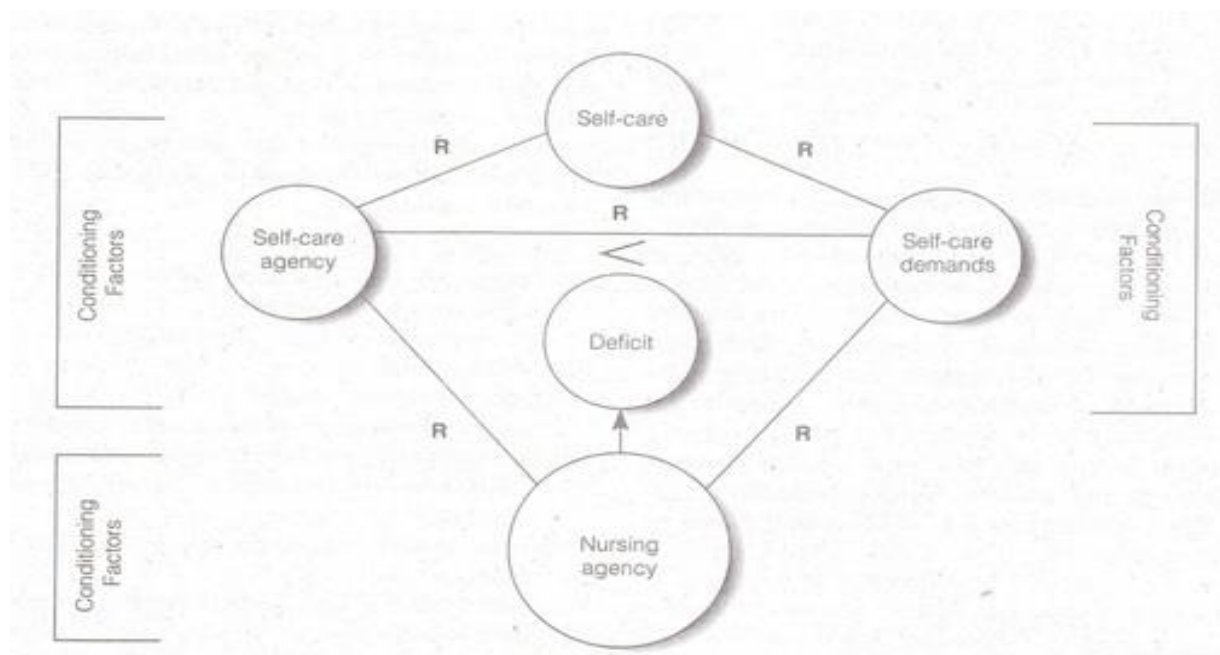 Self-care
R
R
R
Self-care
agency
Self-care
demands
<
Deficit
Conditioning
Factors
Conditioning
Factors
R
R
Nursing
agency
Conditioning
Factors